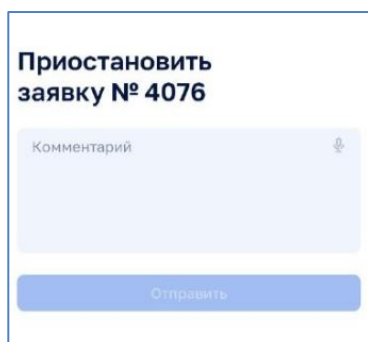 Приостановить
заявку № 4076
Комментарий
Отправить